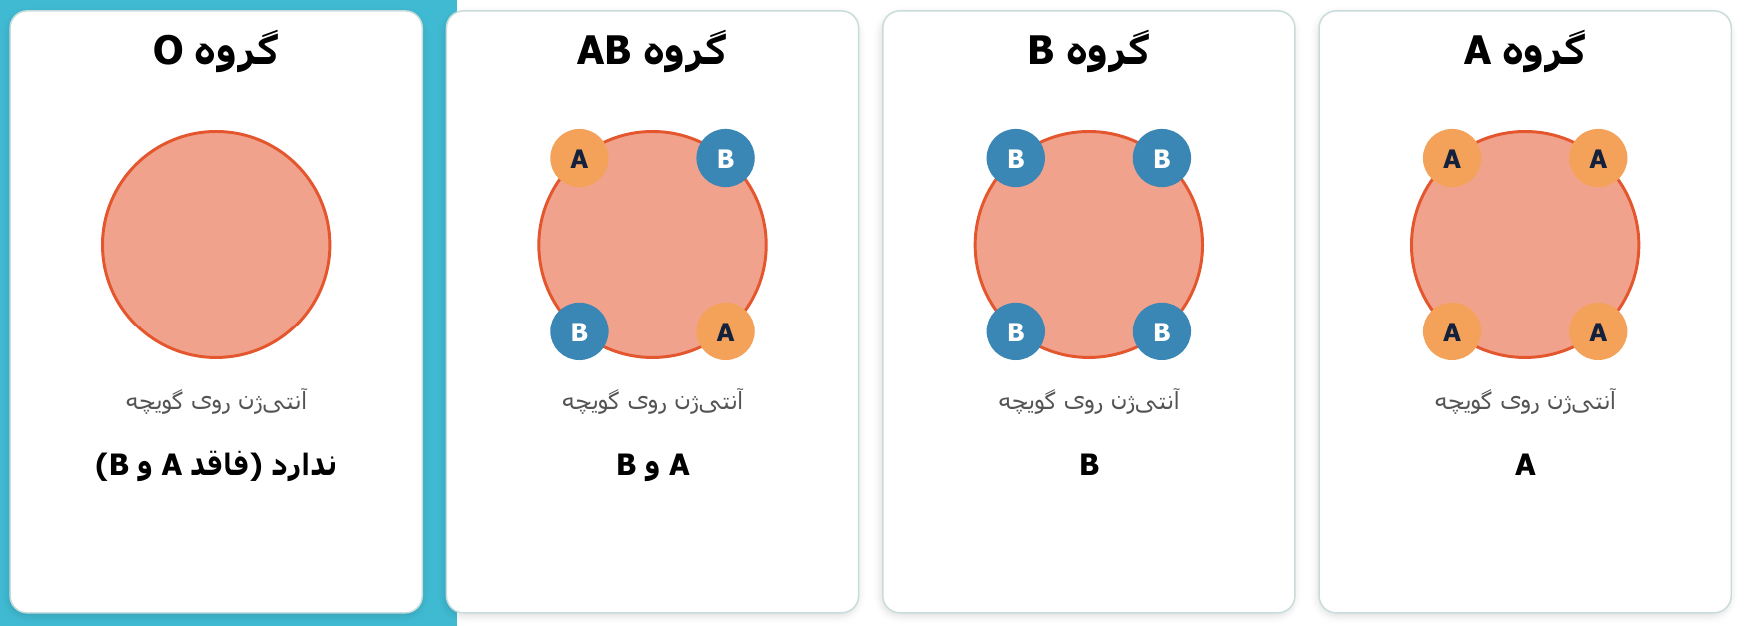 گروه A
A
A
A
A
آنتی‌ژن روی گویچه
A
گروه B
B
B
B
B
آنتی‌ژن روی گویچه
B
گروه AB
B
A
A
B
آنتی‌ژن روی گویچه
A و B
گروه O
آنتی‌ژن روی گویچه
ندارد (فاقد A و B)